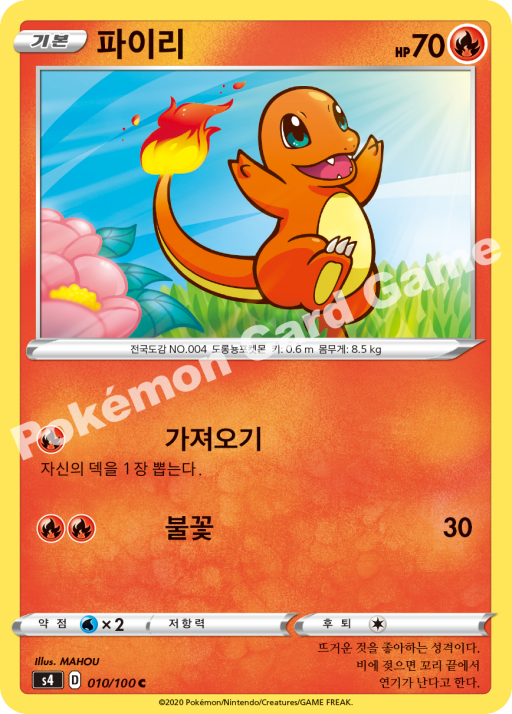 기본 파이리 HP 70
전국도감 NO.004 도롱뇽포켓몬 키: 0.6 m 몸무게: 8.5 kg
Pokémon Card Game
가져오기
자신의 덱을 1장 뽑는다.
불꽃 30
약점 ×2 저항력 후퇴
Illus. MAHOU
s4 D 010/100 C
뜨거운 것을 좋아하는 성격이다.
비에 젖으면 꼬리 끝에서
연기가 난다고 한다.
©2020 Pokémon/Nintendo/Creatures/GAME FREAK.